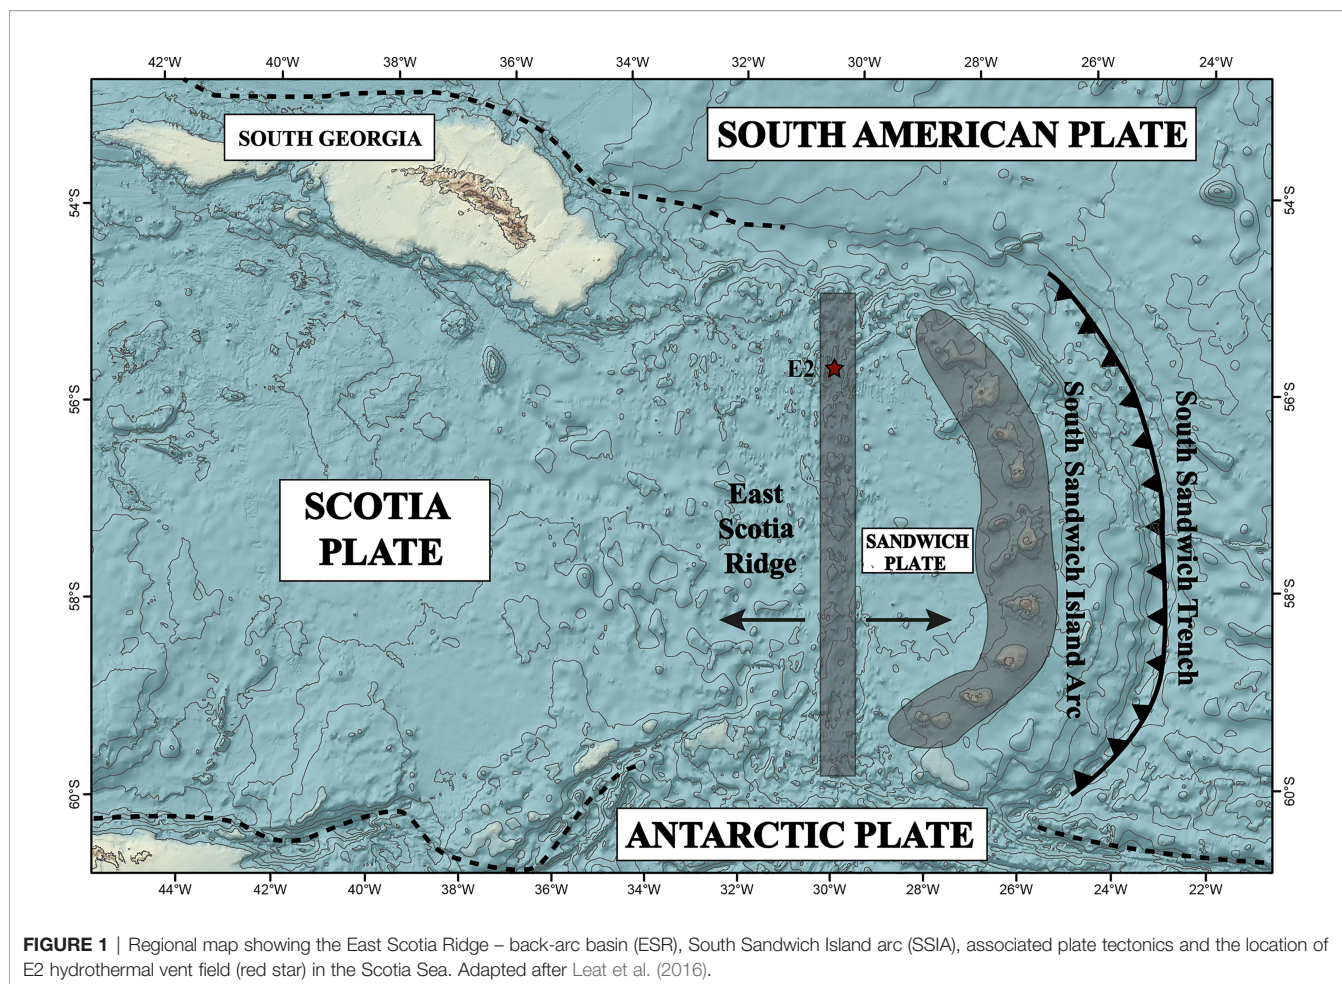 42°W 40°W 38°W 36°W 34°W 32°W 30°W 28°W 26°W 24°W
SOUTH GEORGIA
SOUTH AMERICAN PLATE
54°S
54°S
E2
56°S
56°S
South Sandwich Island Arc
South Sandwich Trench
SCOTIA
PLATE
East
Scotia
Ridge
SANDWICH
PLATE
58°S
58°S
60°S
60°S
ANTARCTIC PLATE
44°W 42°W 40°W 38°W 36°W 34°W 32°W 30°W 28°W 26°W 24°W 22°W
FIGURE 1 | Regional map showing the East Scotia Ridge – back-arc basin (ESR), South Sandwich Island arc (SSIA), associated plate tectonics and the location of
E2 hydrothermal vent field (red star) in the Scotia Sea. Adapted after Leat et al. (2016).